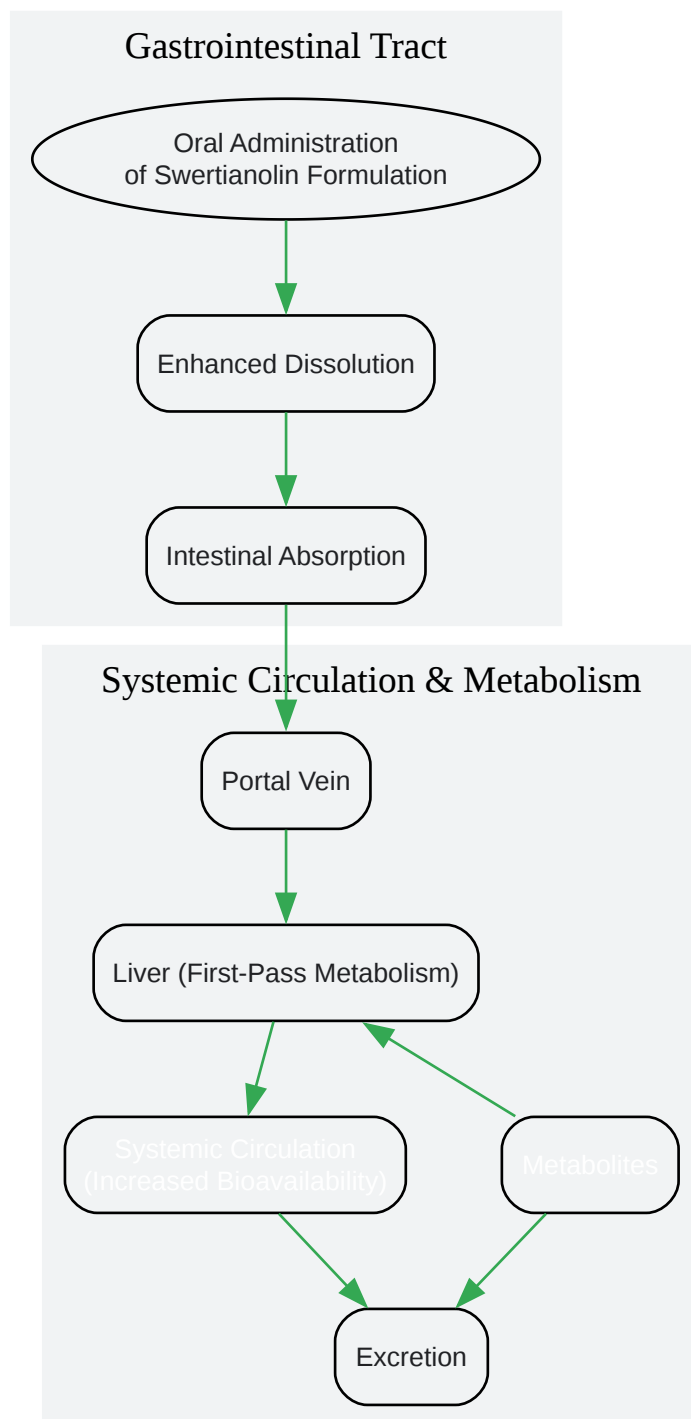 Gastrointestinal Tract
Oral Administration
of Swertianolin Formulation
Enhanced Dissolution
Intestinal Absorption
Systemic Circulation & Metabolism
Portal Vein
Liver (First-Pass Metabolism)
Systemic Circulation
(Increased Bioavailability)
Metabolites
Excretion